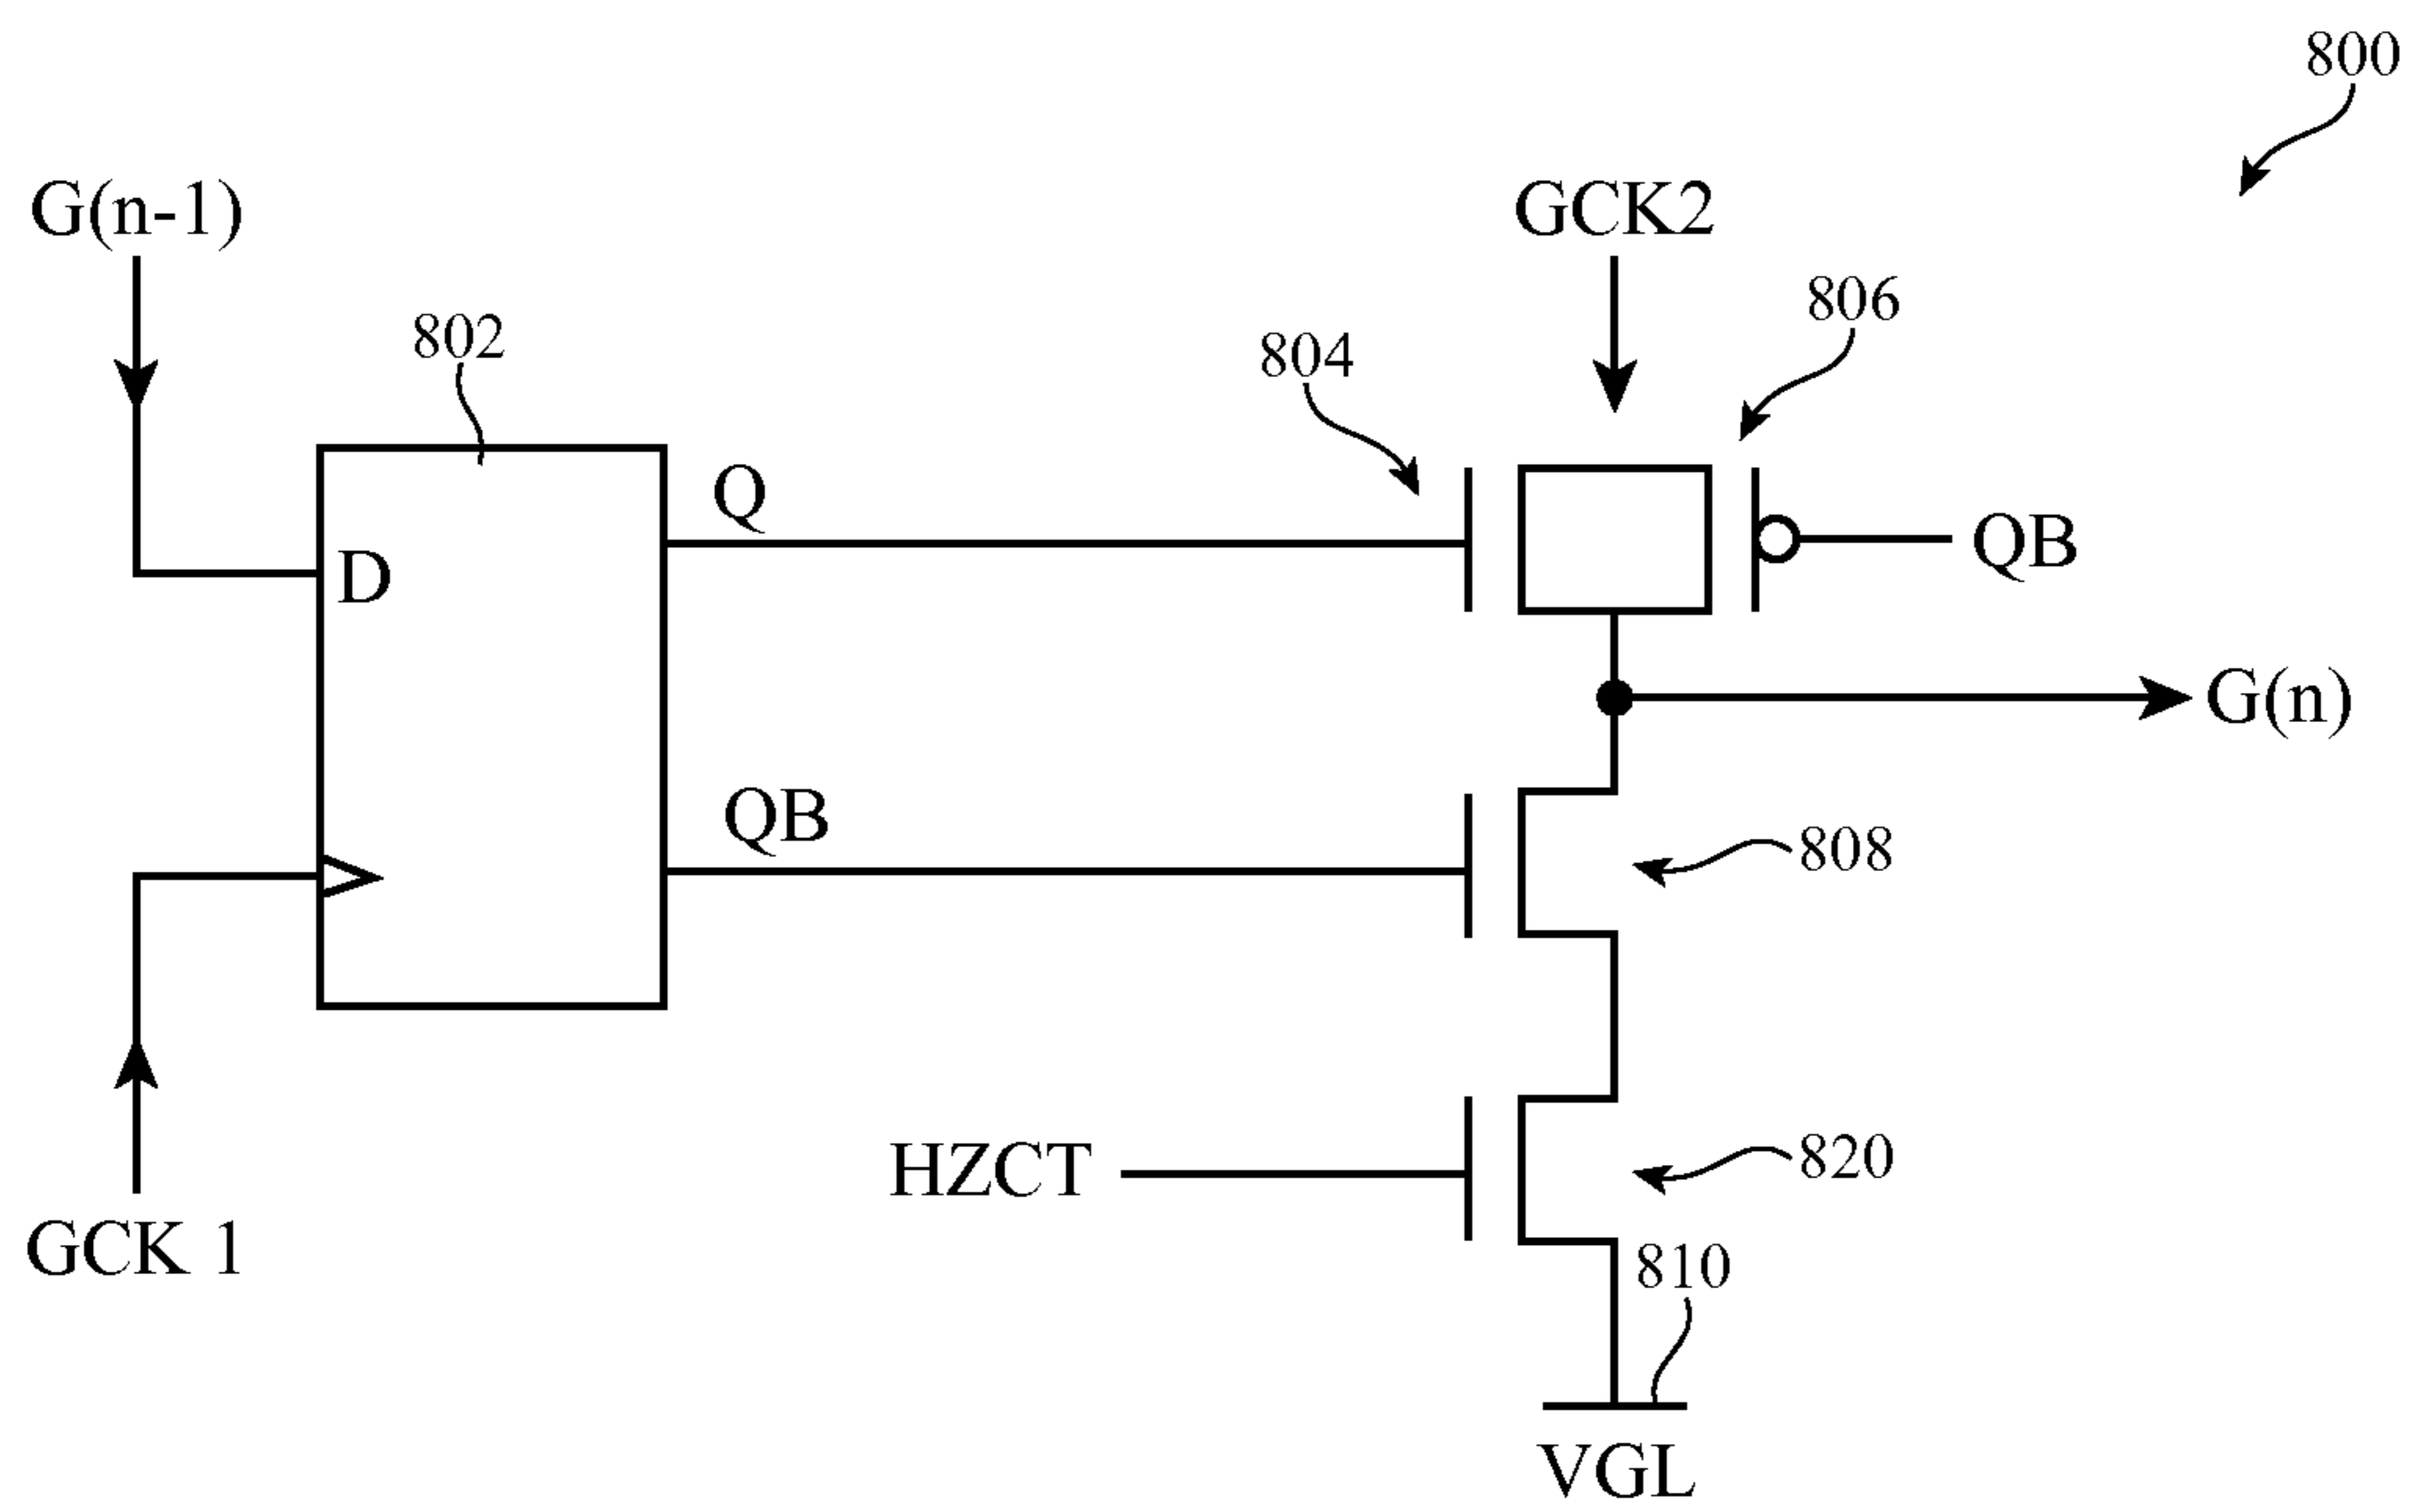 800
G(n-1)
GCK2
806
802
804
Q
QB
D
G(n)
QB
808
HZCT
820
GCK 1
810
VGL